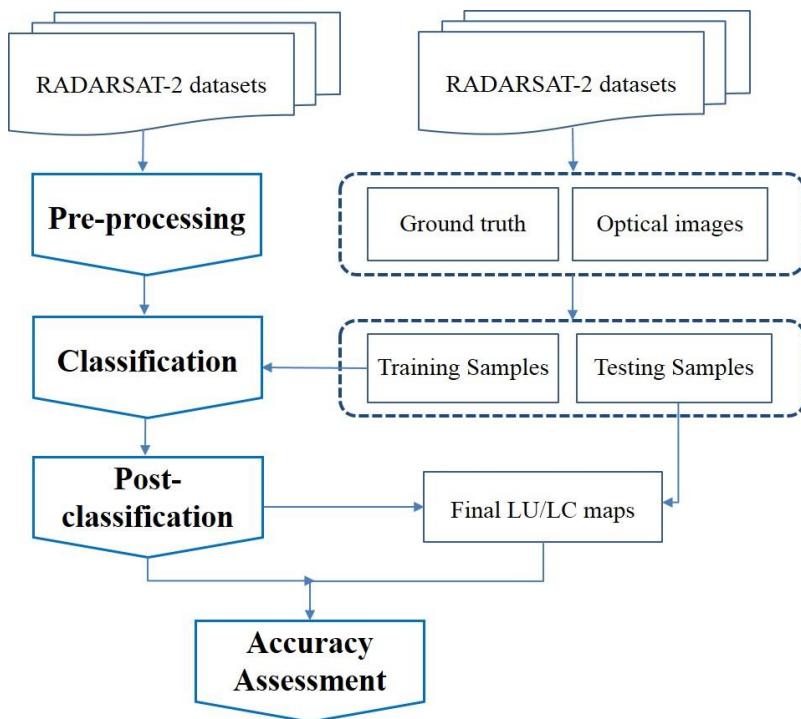 RADARSAT-2 datasets
RADARSAT-2 datasets
Pre-processing
Ground truth
Optical images
Classification
Training Samples
Testing Samples
Post-
classification
Final LU/LC maps
Accuracy
Assessment